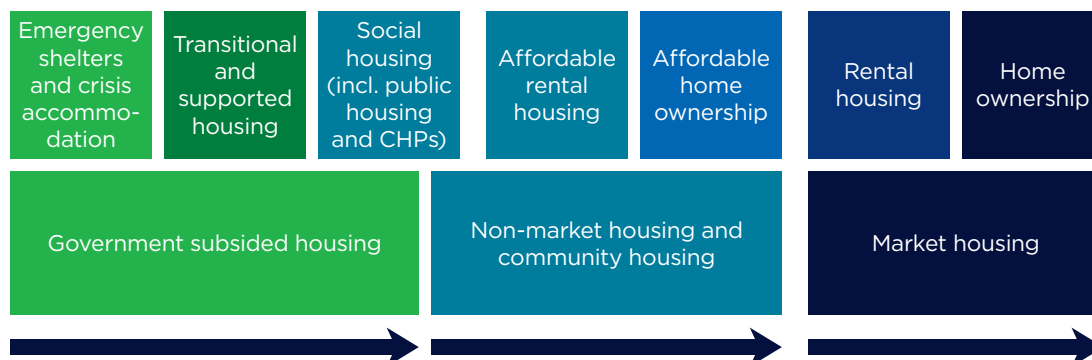 Emergency
shelters
and crisis
accommo-
dation
Transitional
and
supported
housing
Social
housing
(incl. public
housing
and CHPs)
Affordable
rental
housing
Affordable
home
ownership
Rental
housing
Home
ownership
Government subsided housing
Non-market housing and
community housing
Market housing